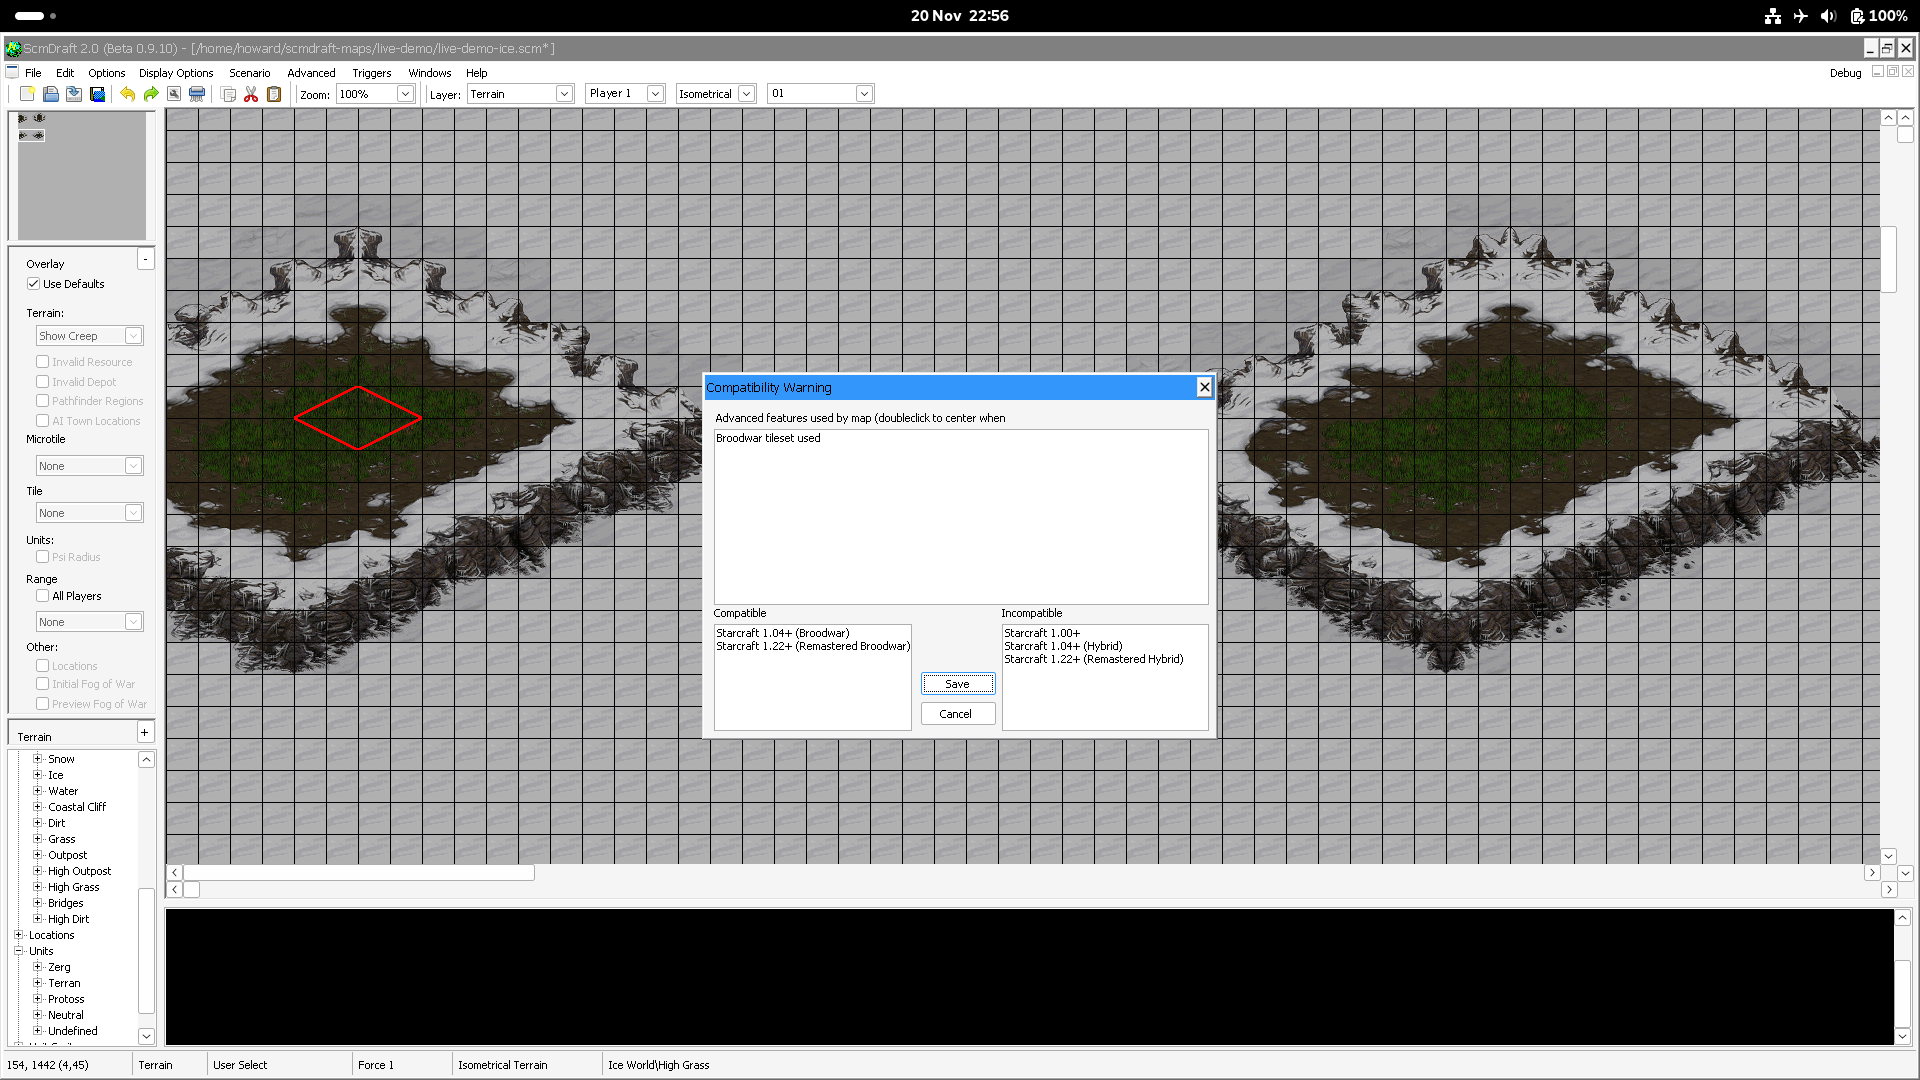 20 Nov 22:56
100%
ScmDraft 2.0 (Beta 0.9.10) - [/home/howard/scmdraft-maps/live-demo/live-demo-ice.scm*]
File Edit Options Display Options Scenario Advanced Triggers Windows Help Debug
Zoom: 100% Layer: Terrain Player 1 Isometrical 01
Overlay
-
Use Defaults
Terrain:
Show Creep
Invalid Resource
Invalid Depot
Pathfinder Regions
AI Town Locations
Microtile
None
Tile
None
Units:
Psi Radius
Range
All Players
None
Other:
Locations
Initial Fog of War
Preview Fog of War
Terrain
+
Snow
Ice
Water
Coastal Cliff
Dirt
Grass
Outpost
High Outpost
High Grass
Bridges
High Dirt
Locations
Units
Zerg
Terran
Protoss
Neutral
Undefined
Compatibility Warning
Advanced features used by map (doubleclick to center when
Broodwar tileset used
Compatible
Starcraft 1.04+ (Broodwar)
Starcraft 1.22+ (Remastered Broodwar)
Save
Cancel
Incompatible
Starcraft 1.00+
Starcraft 1.04+ (Hybrid)
Starcraft 1.22+ (Remastered Hybrid)
154, 1442 (4,45) Terrain User Select Force 1 Isometrical Terrain Ice World\High Grass